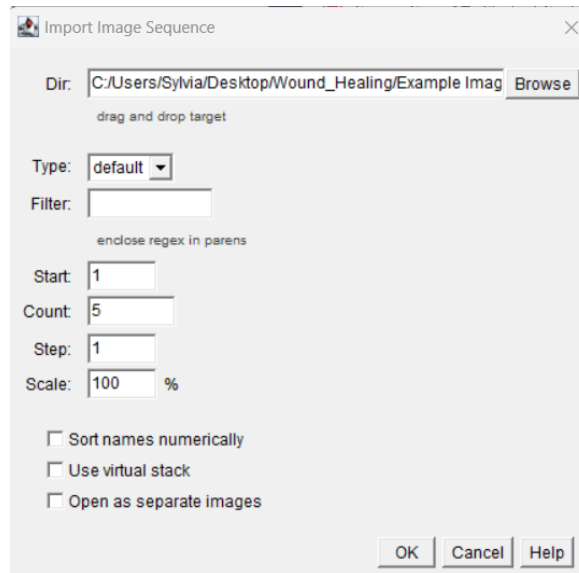 Import Image Sequence
Dir: C:/Users/Sylvia/Desktop/Wound_Healing/Example Imag Browse
drag and drop target
Type: default
Filter:
enclose regex in parens
Start: 1
Count: 5
Step: 1
Scale: 100 %
Sort names numerically
Use virtual stack
Open as separate images
OK Cancel Help